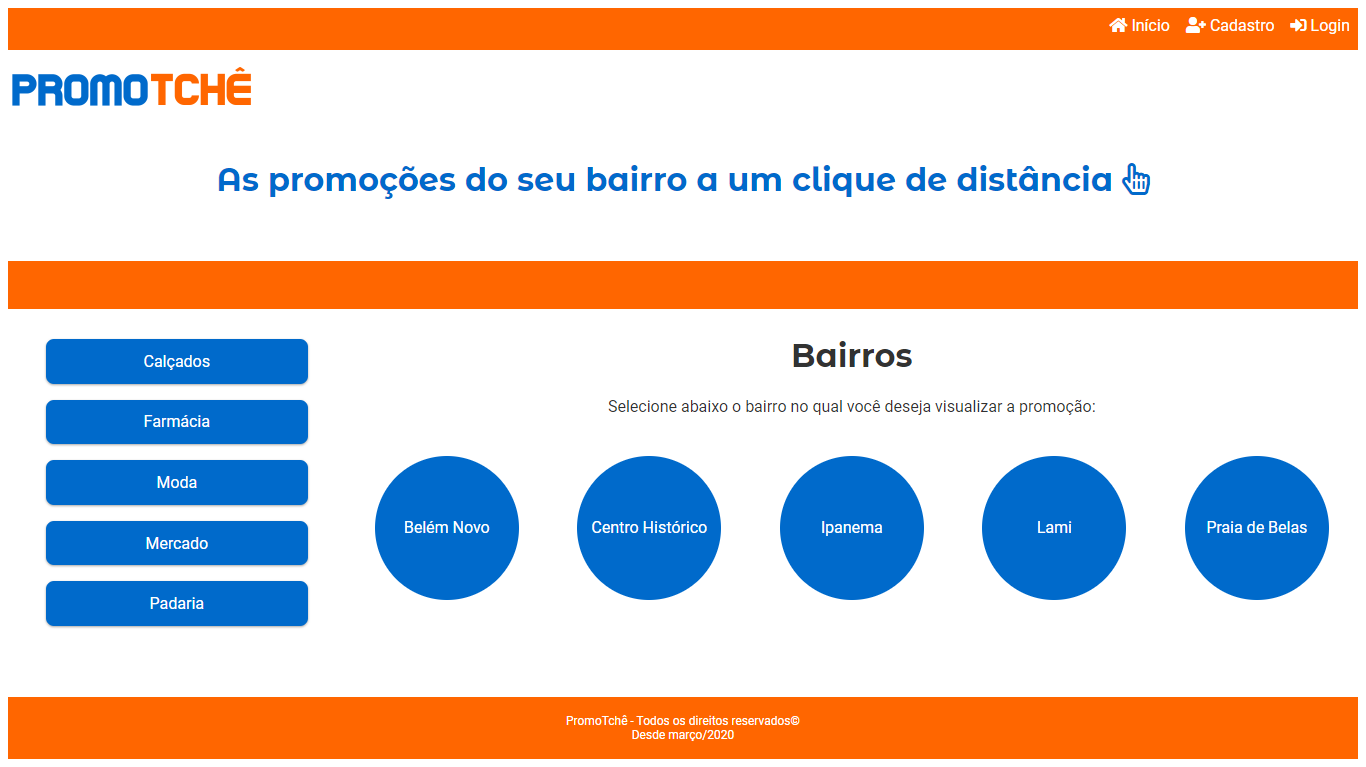 Início Cadastro Login
PROMOTCHÊ
As promoções do seu bairro a um clique de distância
Calçados
Farmácia
Moda
Mercado
Padaria
Bairros
Selecione abaixo o bairro no qual você deseja visualizar a promoção:
Belém Novo
Centro Histórico
Ipanema
Lami
Praia de Belas
PromoTchê - Todos os direitos reservados©
Desde março/2020